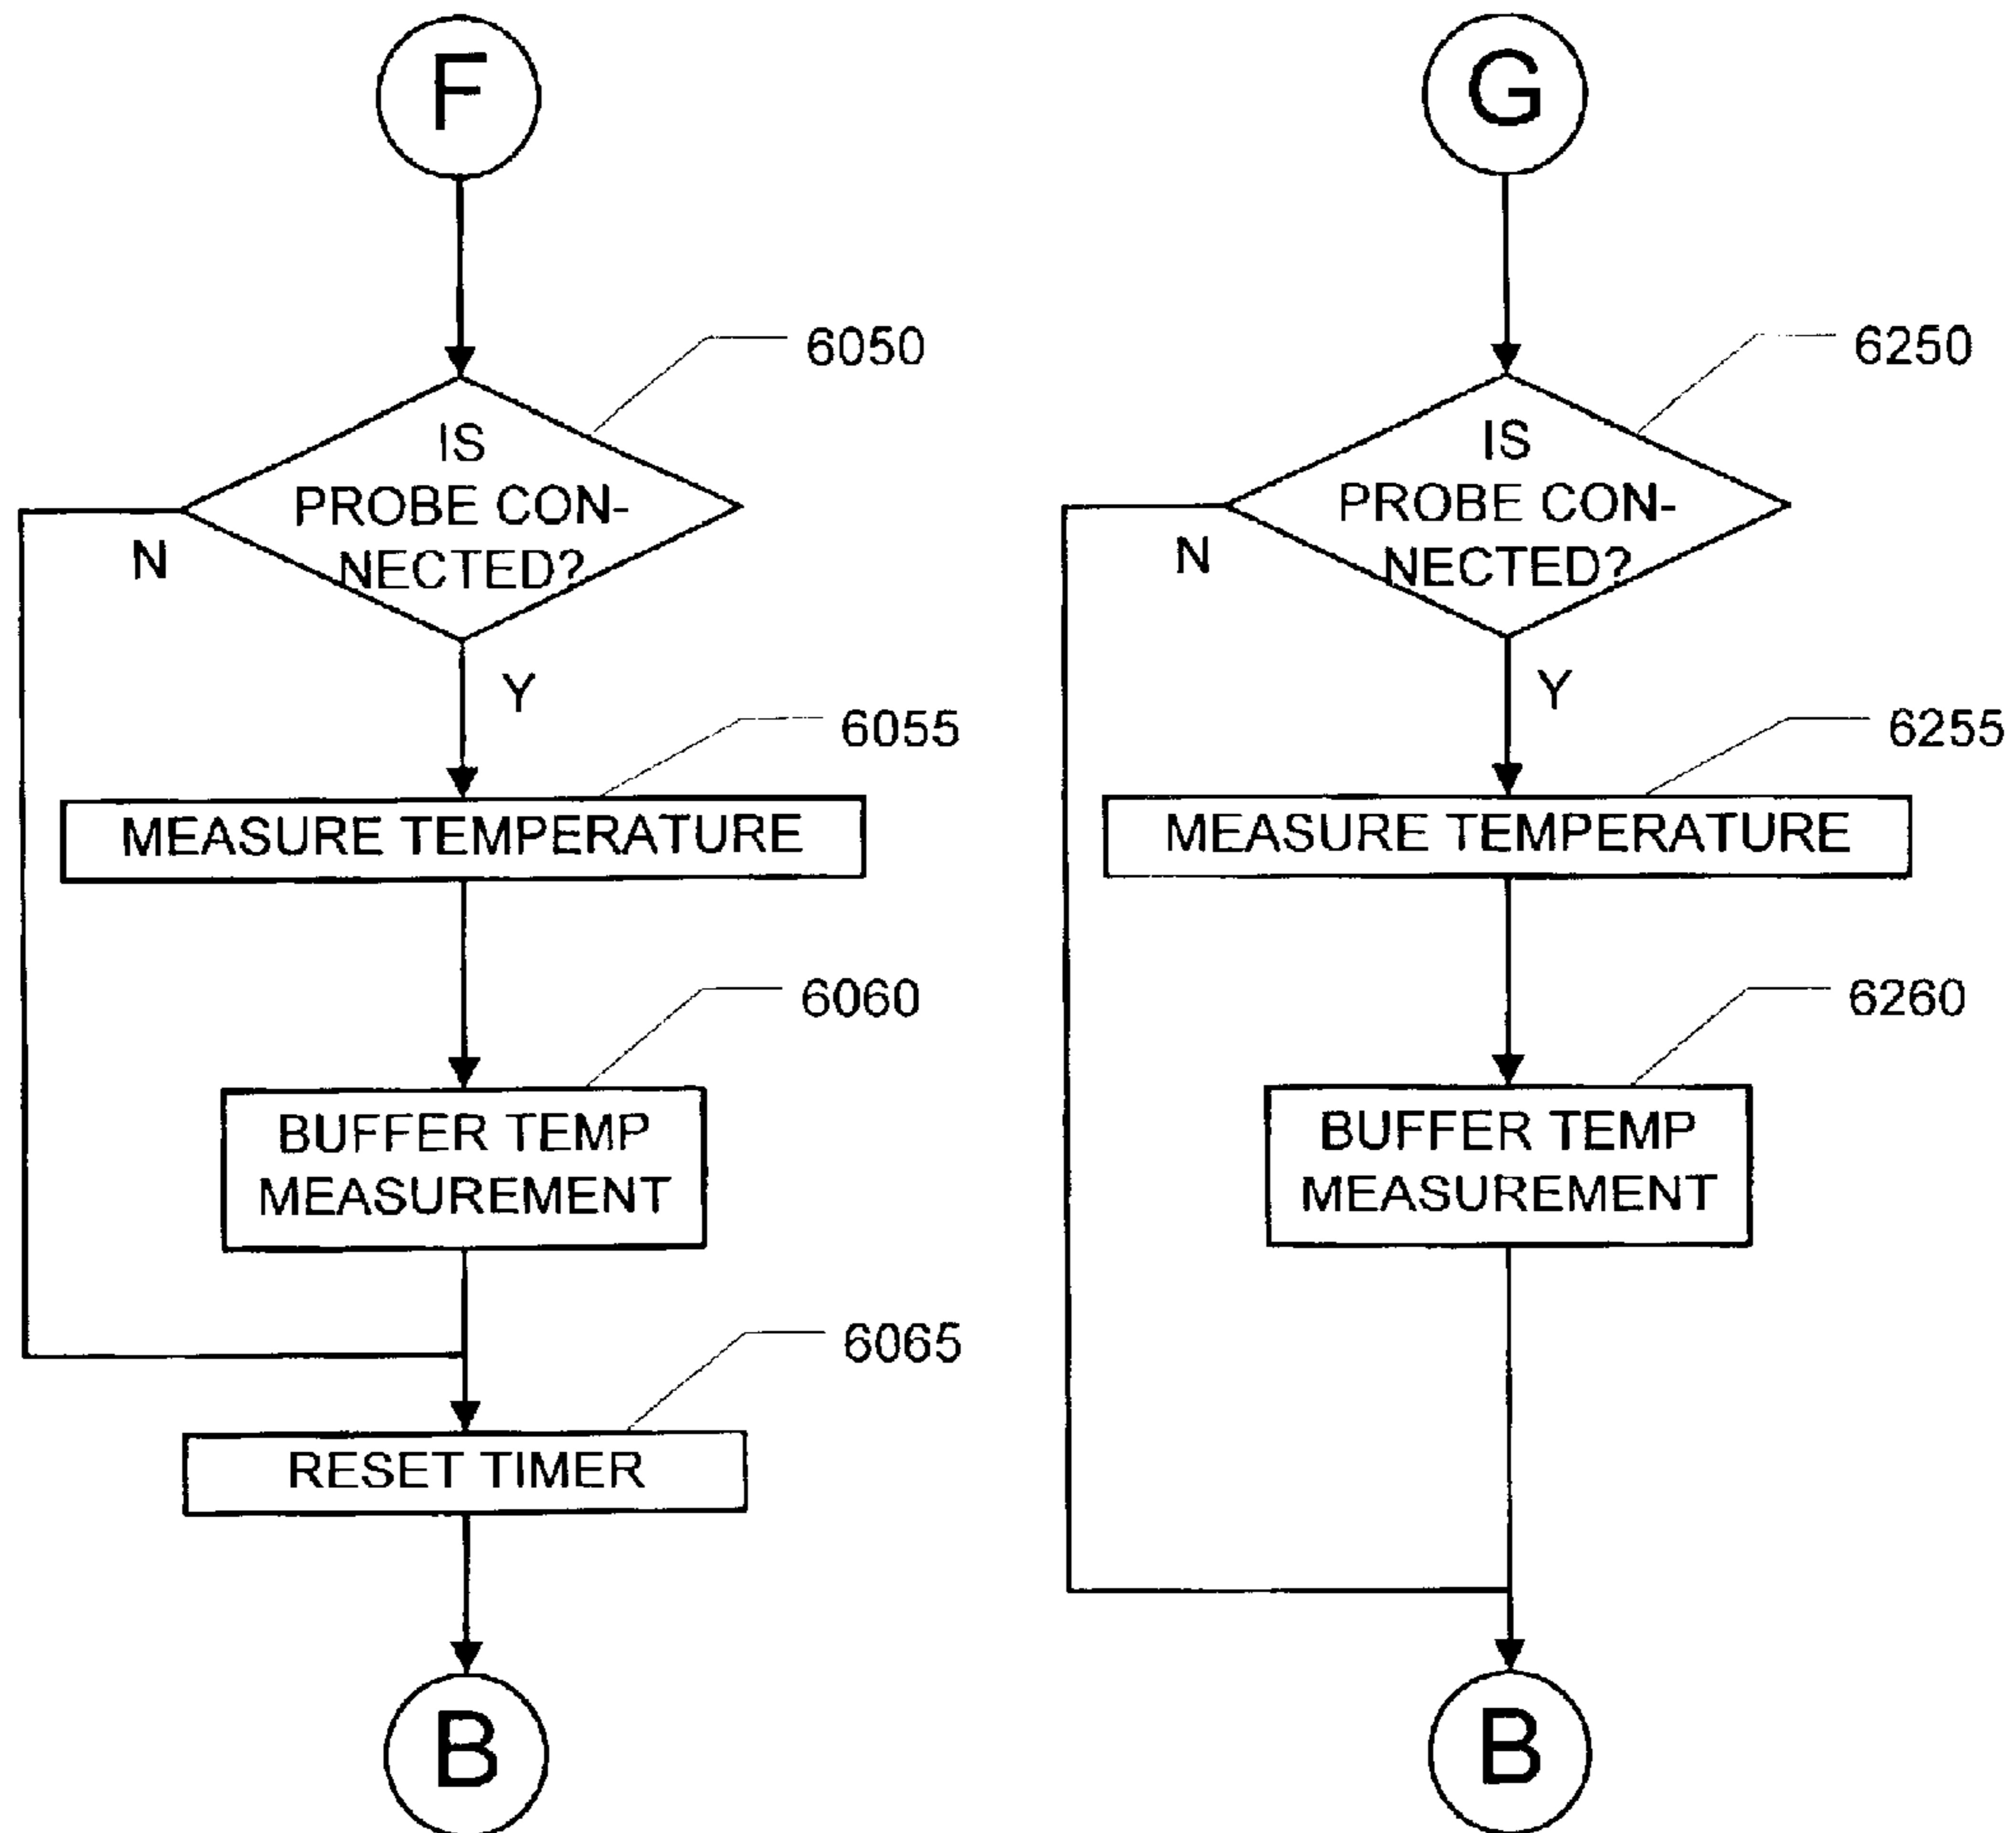 F
6050
IS
PROBE CON-
NECTED?
N
Y
6055
MEASURE TEMPERATURE
6060
BUFFER TEMP
MEASUREMENT
6065
RESET TIMER
B
G
6250
IS
PROBE CON-
NECTED?
N
Y
6255
MEASURE TEMPERATURE
6260
BUFFER TEMP
MEASUREMENT
B